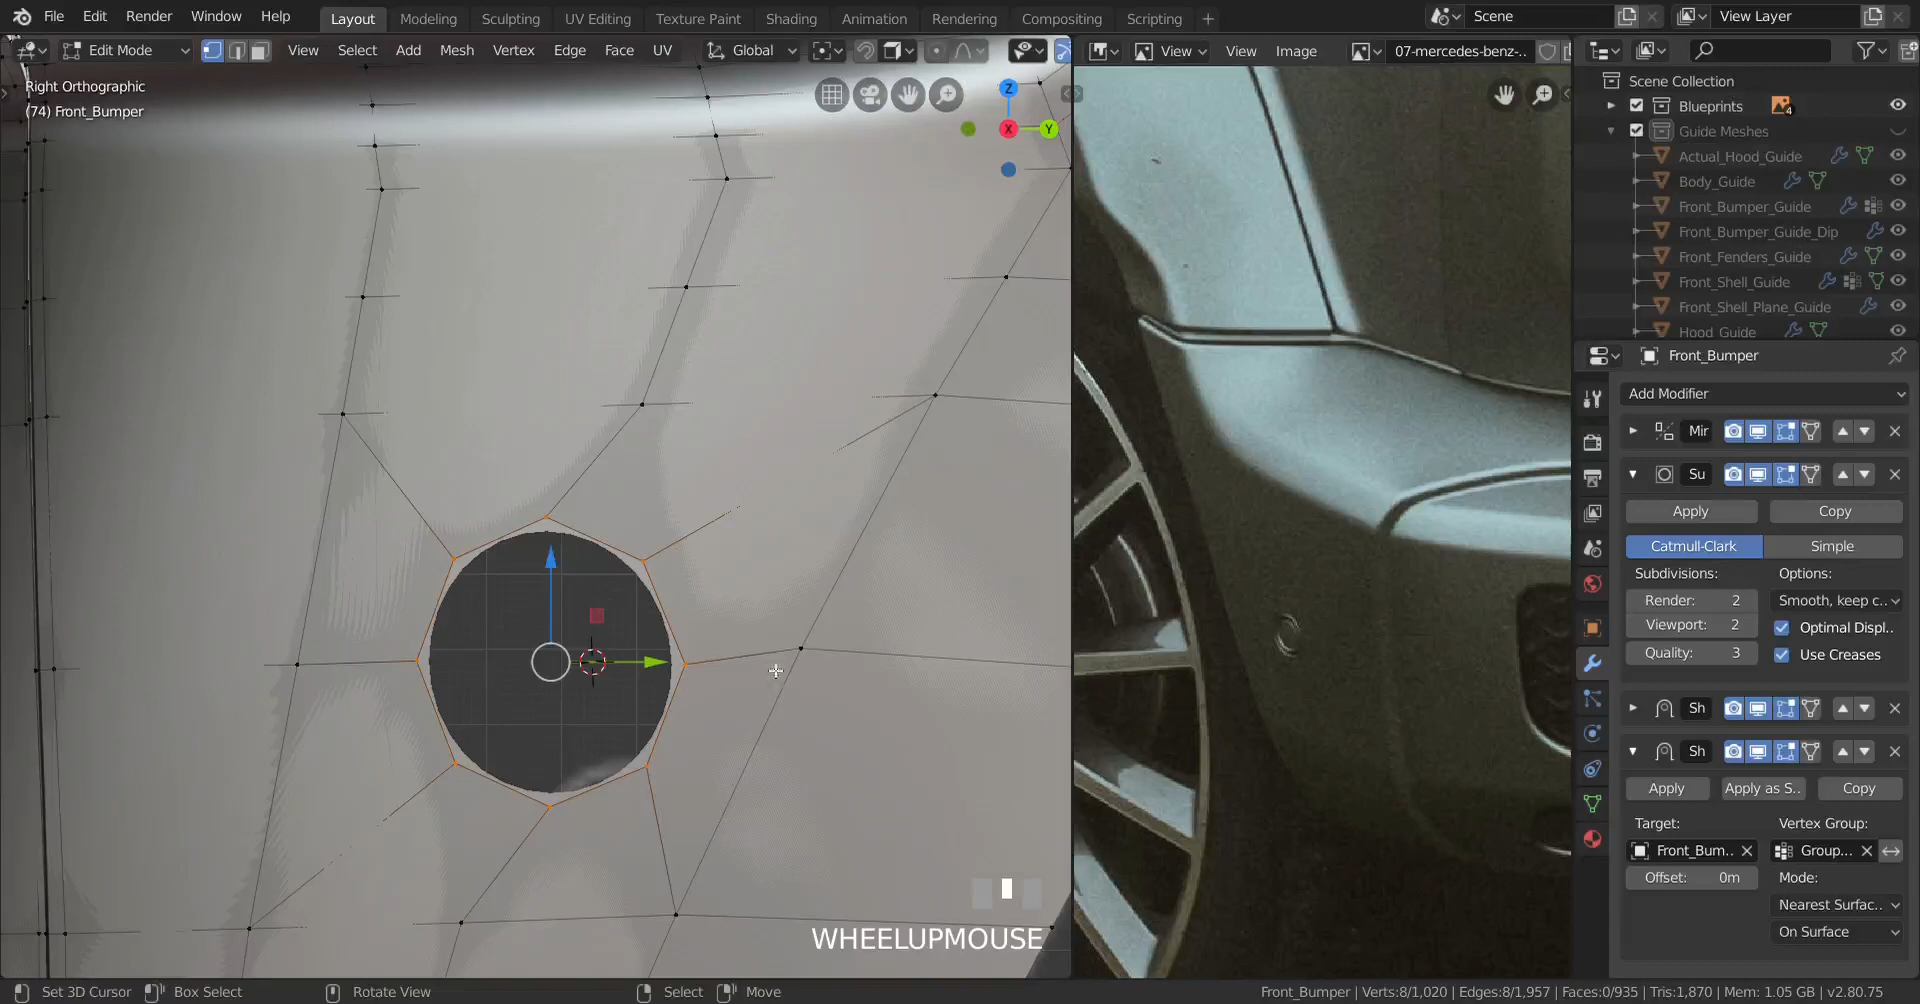 File Edit Render Window Help
Layout Modeling Sculpting UV Editing Texture Paint Shading Animation Rendering Compositing Scripting +
Scene
View Layer
Edit Mode
View Select Add Mesh Vertex Edge Face UV
Global
View
View Image
07-mercedes-benz-..
Right Orthographic
(74) Front_Bumper
Z
X
Y
Scene Collection
Blueprints
4
Guide Meshes
Actual_Hood_Guide
Body_Guide
Front_Bumper_Guide
Front_Bumper_Guide_Dip
Front_Fenders_Guide
Front_Shell_Guide
Front_Shell_Plane_Guide
Hood_Guide
Front_Bumper
Add Modifier
Mir
Su
Apply
Copy
Catmull-Clark
Simple
Subdivisions:
Options:
Render: 2
Smooth, keep c..
Viewport: 2
Optimal Displ..
Quality: 3
Use Creases
Sh
Sh
Apply
Apply as S..
Copy
Target:
Vertex Group:
Front_Bum..
Group...
Offset: 0m
Mode:
Nearest Surfac..
On Surface
WHEELUPMOUSE
Set 3D Cursor
Box Select
Rotate View
Select
Move
Front_Bumper | Verts:8/1,020 | Edges:8/1,957 | Faces:0/935 | Tris:1,870 | Mem: 1.05 GB | v2.80.75